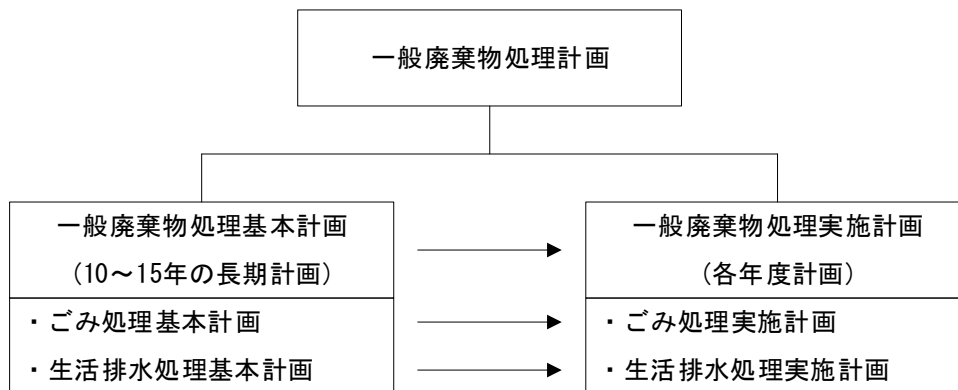 一般廃棄物処理計画
一般廃棄物処理基本計画
(10～15年の長期計画)
・ごみ処理基本計画
・生活排水処理基本計画
一般廃棄物処理実施計画
(各年度計画)
・ごみ処理実施計画
・生活排水処理実施計画